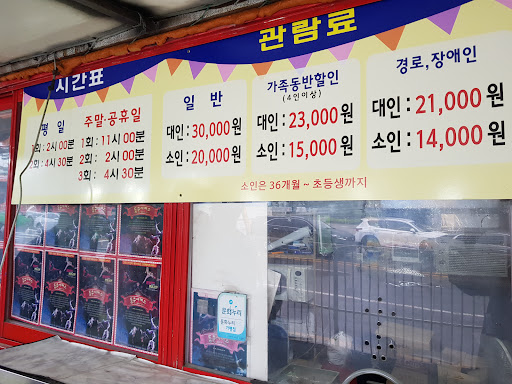 관람료
시간표
평 일
1회 : 2시 00분
2회 : 4시 30분
주말·공휴일
1회 : 11시 00분
2회 : 2시 00분
3회 : 4시 30분
일 반
대인 : 30,000원
소인 : 20,000원
가족동반할인
(4인이상)
대인 : 23,000원
소인 : 15,000원
경로,장애인
대인 : 21,000원
소인 : 14,000원
소인은 36개월 ~ 초등생까지
문화누리